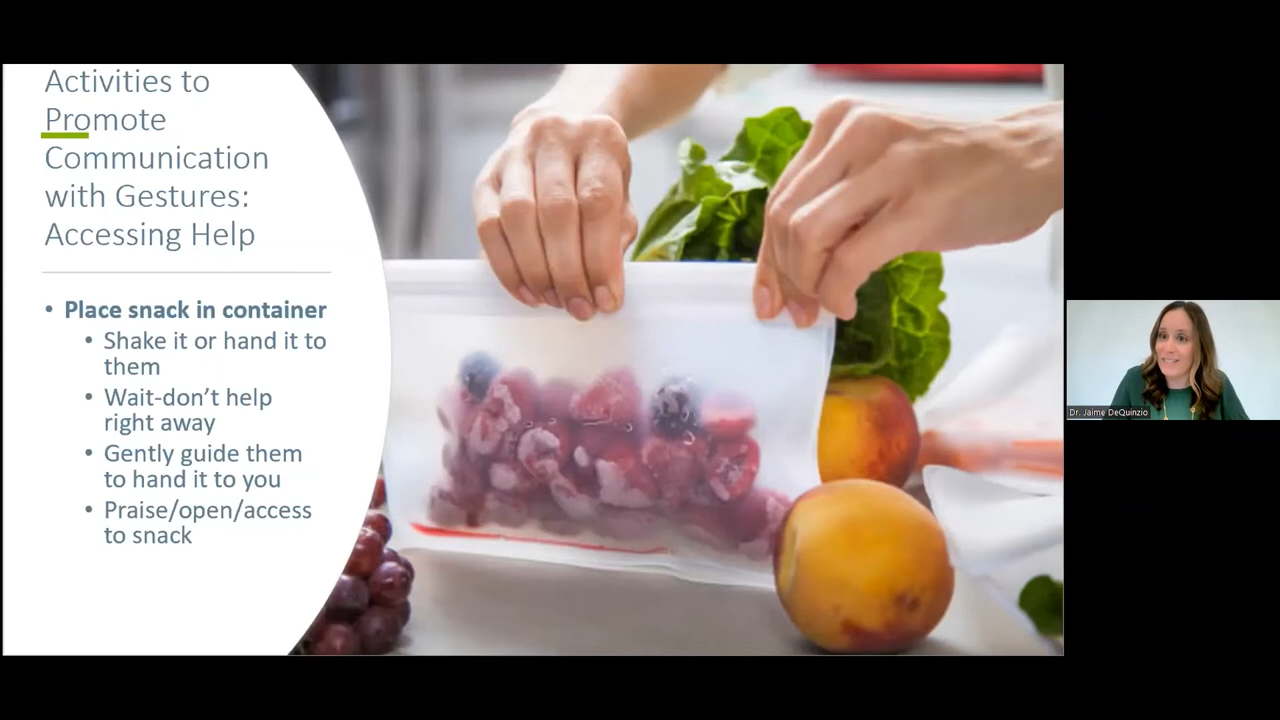 Activities to
Promote
Communication
with Gestures:
Accessing Help
• Place snack in container
• Shake it or hand it to
them
• Wait-don't help
right away
• Gently guide them
to hand it to you
• Praise/open/access
to snack
Dr. Jaime DeQuinzio